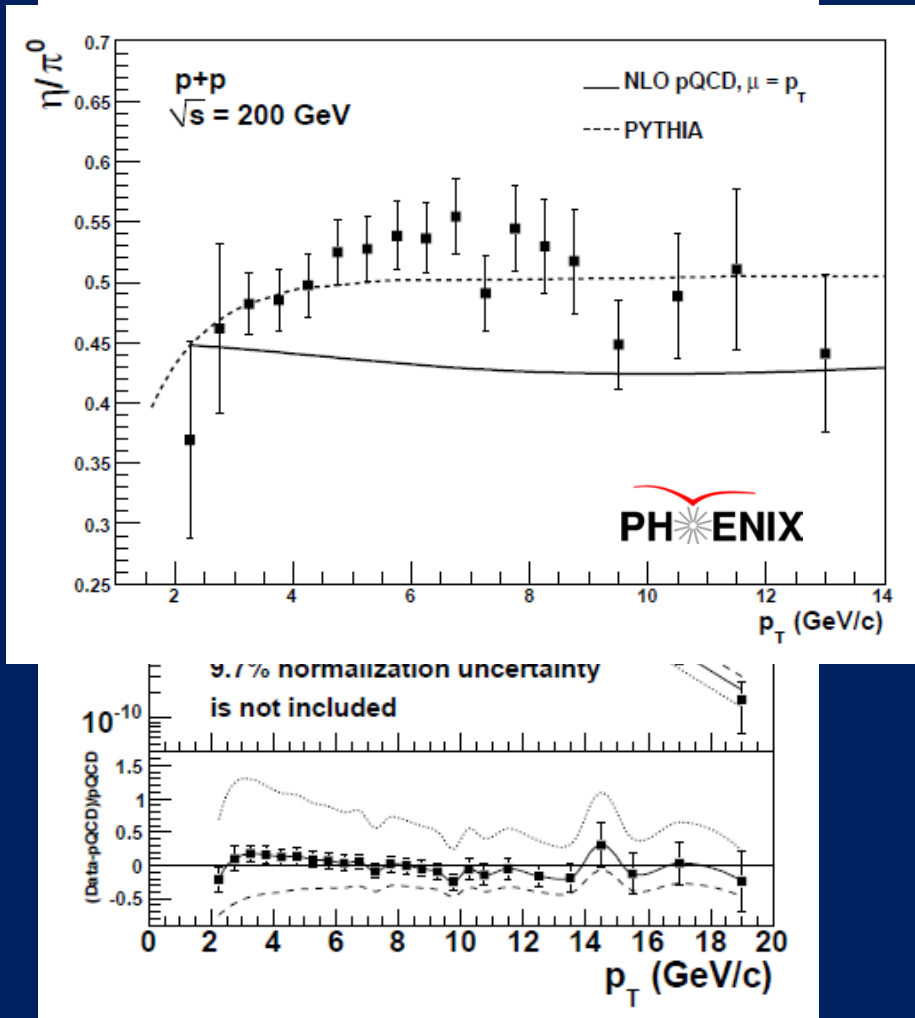 η/π⁰
0.7
0.65
0.6
0.55
0.5
0.45
0.4
0.35
0.3
0.25
p+p
√s = 200 GeV
NLO pQCD, μ = p_T
PYTHIA
PHENIX
2 4 6 8 10 12 14
p_T (GeV/c)
9.7% normalization uncertainty
is not included
10⁻¹⁰
(Data-pQCD)/pQCD
1.5
1
0.5
0
-0.5
0 2 4 6 8 10 12 14 16 18 20
p_T (GeV/c)